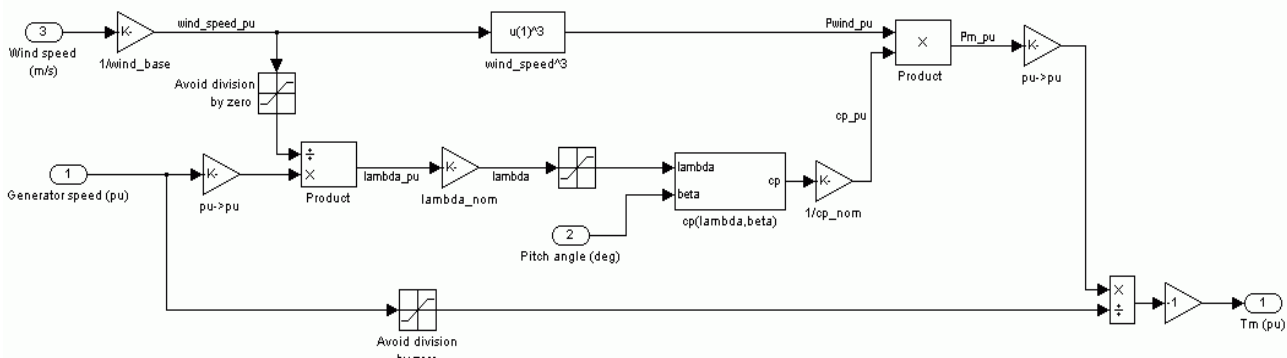 3
Wind speed
(m/s)
K-
1/wind_base
wind_speed_pu
u(1)^3
wind_speed^3
Pwind_pu
×
Product
Pm_pu
K-
pu->pu
Avoid division
by zero
cp_pu
1
Generator speed (pu)
K-
pu->pu
÷
×
Product
lambda_pu
K-
lambda_nom
lambda
lambda
beta
cp
cp(lambda,beta)
K-
1/cp_nom
2
Pitch angle (deg)
×
÷
-1
1
Tm (pu)
Avoid division
by zero